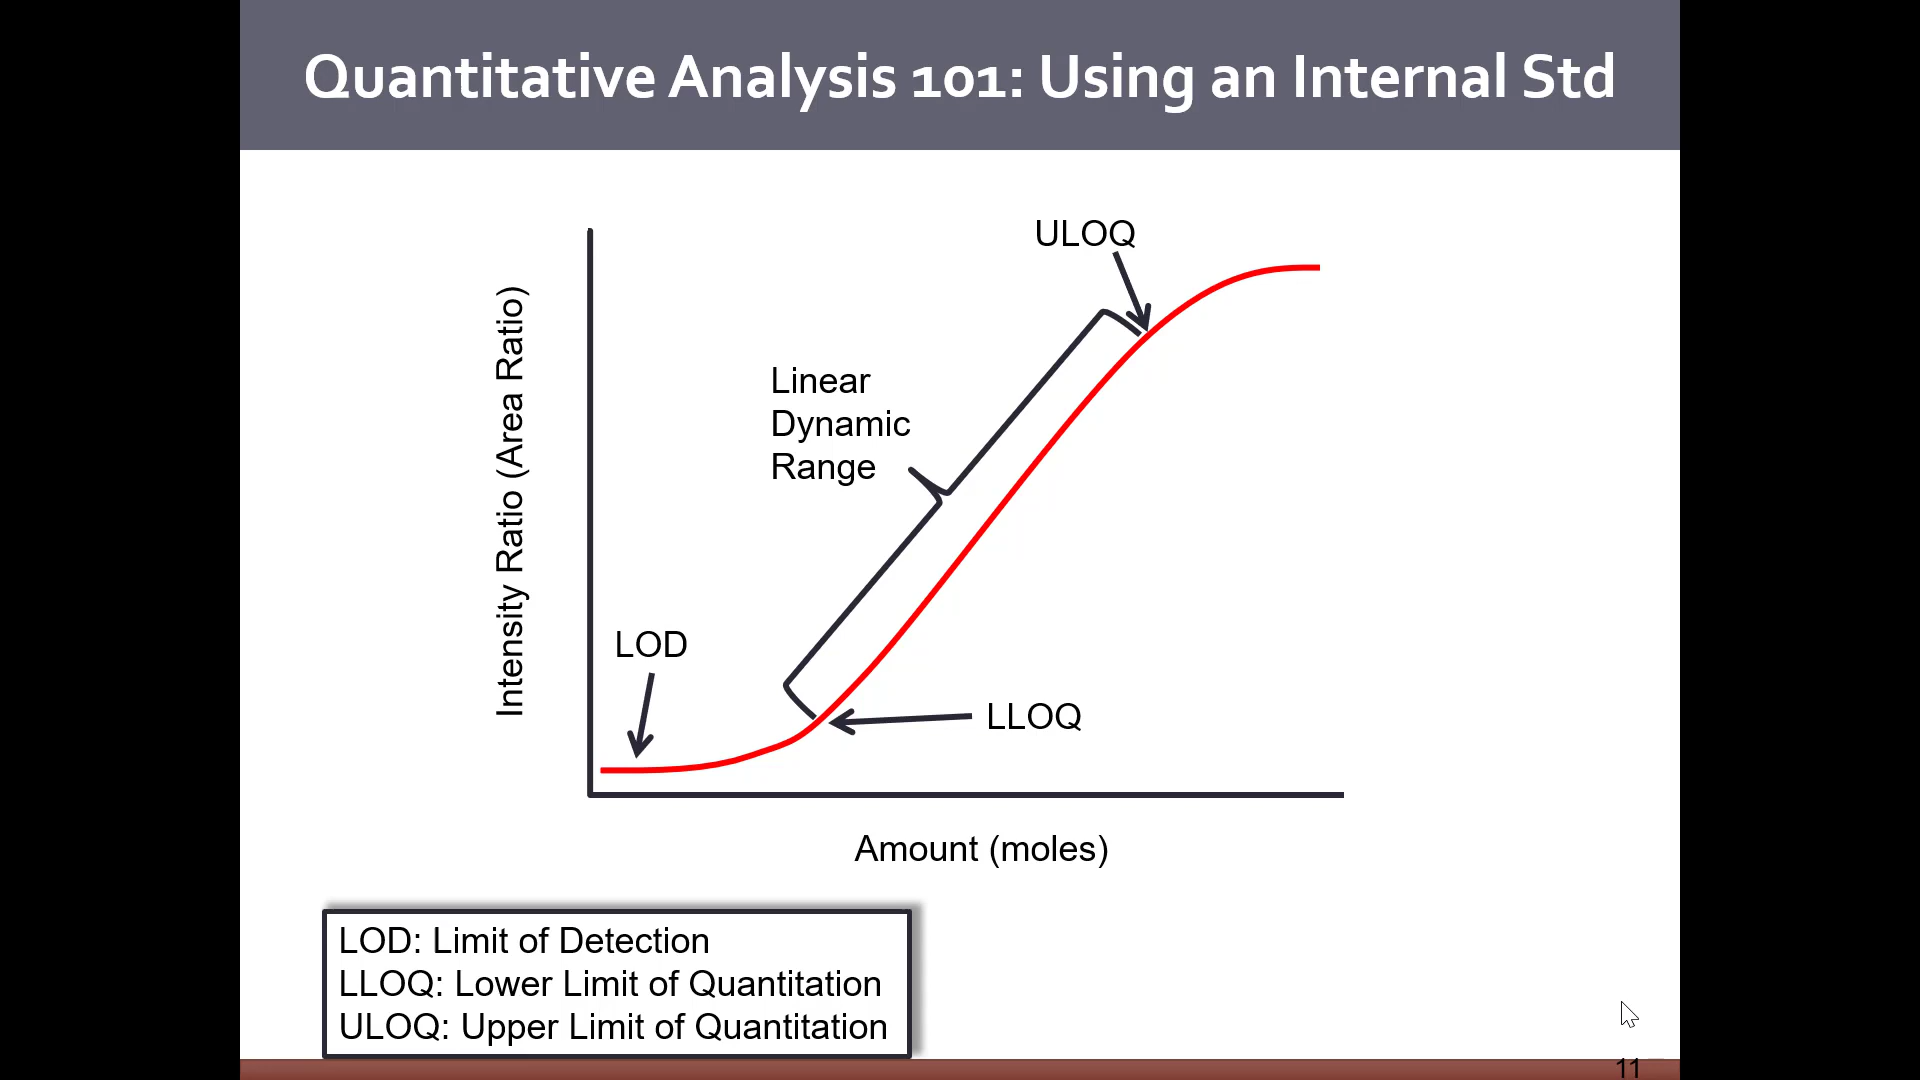 Quantitative Analysis 101: Using an Internal Std
ULOQ
Linear
Dynamic
Range
Intensity Ratio (Area Ratio)
LOD
LLOQ
Amount (moles)
LOD: Limit of Detection
LLOQ: Lower Limit of Quantitation
ULOQ: Upper Limit of Quantitation
11